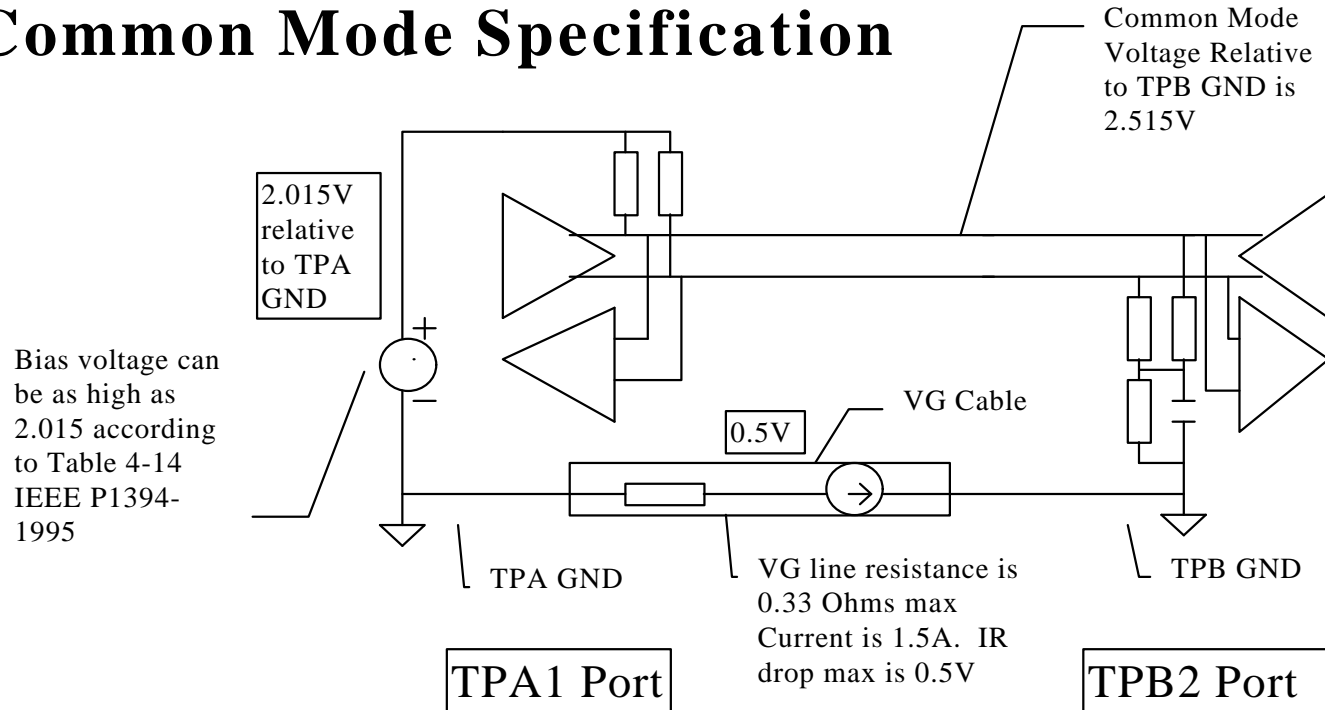 Common Mode Specification
Common Mode
Voltage Relative
to TPB GND is
2.515V
2.015V
relative
to TPA
GND
+
−
Bias voltage can
be as high as
2.015 according
to Table 4-14
IEEE P1394-
1995
0.5V
VG Cable
TPA GND
VG line resistance is
0.33 Ohms max
Current is 1.5A. IR
drop max is 0.5V
TPB GND
TPA1 Port
TPB2 Port